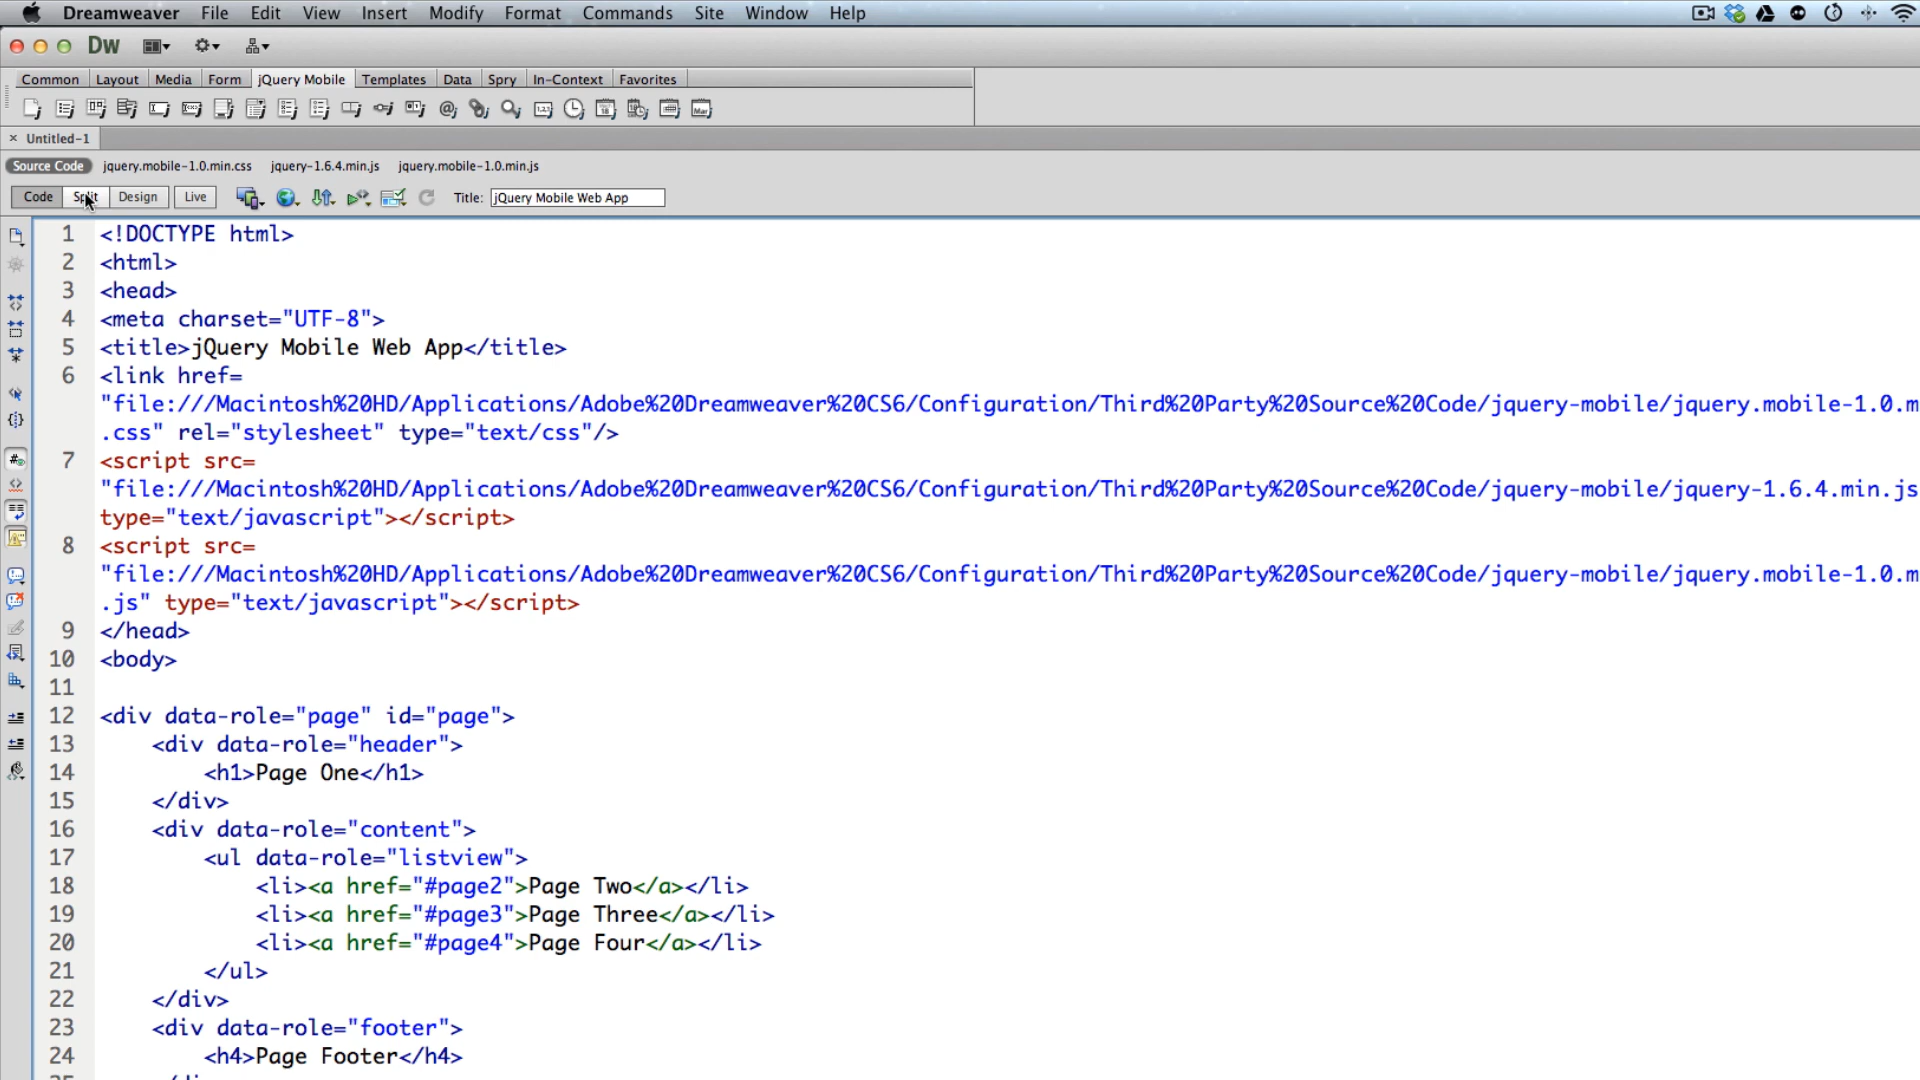 Dreamweaver File Edit View Insert Modify Format Commands Site Window Help
Dw
Common Layout Media Form jQuery Mobile Templates Data Spry In-Context Favorites
× Untitled-1
Source Code jquery.mobile-1.0.min.css jquery-1.6.4.min.js jquery.mobile-1.0.min.js
Code Split Design Live Title: jQuery Mobile Web App
1 <!DOCTYPE html>
2 <html>
3 <head>
4 <meta charset="UTF-8">
5 <title>jQuery Mobile Web App</title>
6 <link href=
"file:///Macintosh%20HD/Applications/Adobe%20Dreamweaver%20CS6/Configuration/Third%20Party%20Source%20Code/jquery-mobile/jquery.mobile-1.0.m
.css" rel="stylesheet" type="text/css"/>
7 <script src=
"file:///Macintosh%20HD/Applications/Adobe%20Dreamweaver%20CS6/Configuration/Third%20Party%20Source%20Code/jquery-mobile/jquery-1.6.4.min.js
type="text/javascript"></script>
8 <script src=
"file:///Macintosh%20HD/Applications/Adobe%20Dreamweaver%20CS6/Configuration/Third%20Party%20Source%20Code/jquery-mobile/jquery.mobile-1.0.m
.js" type="text/javascript"></script>
9 </head>
10 <body>
11
12 <div data-role="page" id="page">
13 <div data-role="header">
14 <h1>Page One</h1>
15 </div>
16 <div data-role="content">
17 <ul data-role="listview">
18 <li><a href="#page2">Page Two</a></li>
19 <li><a href="#page3">Page Three</a></li>
20 <li><a href="#page4">Page Four</a></li>
21 </ul>
22 </div>
23 <div data-role="footer">
24 <h4>Page Footer</h4>